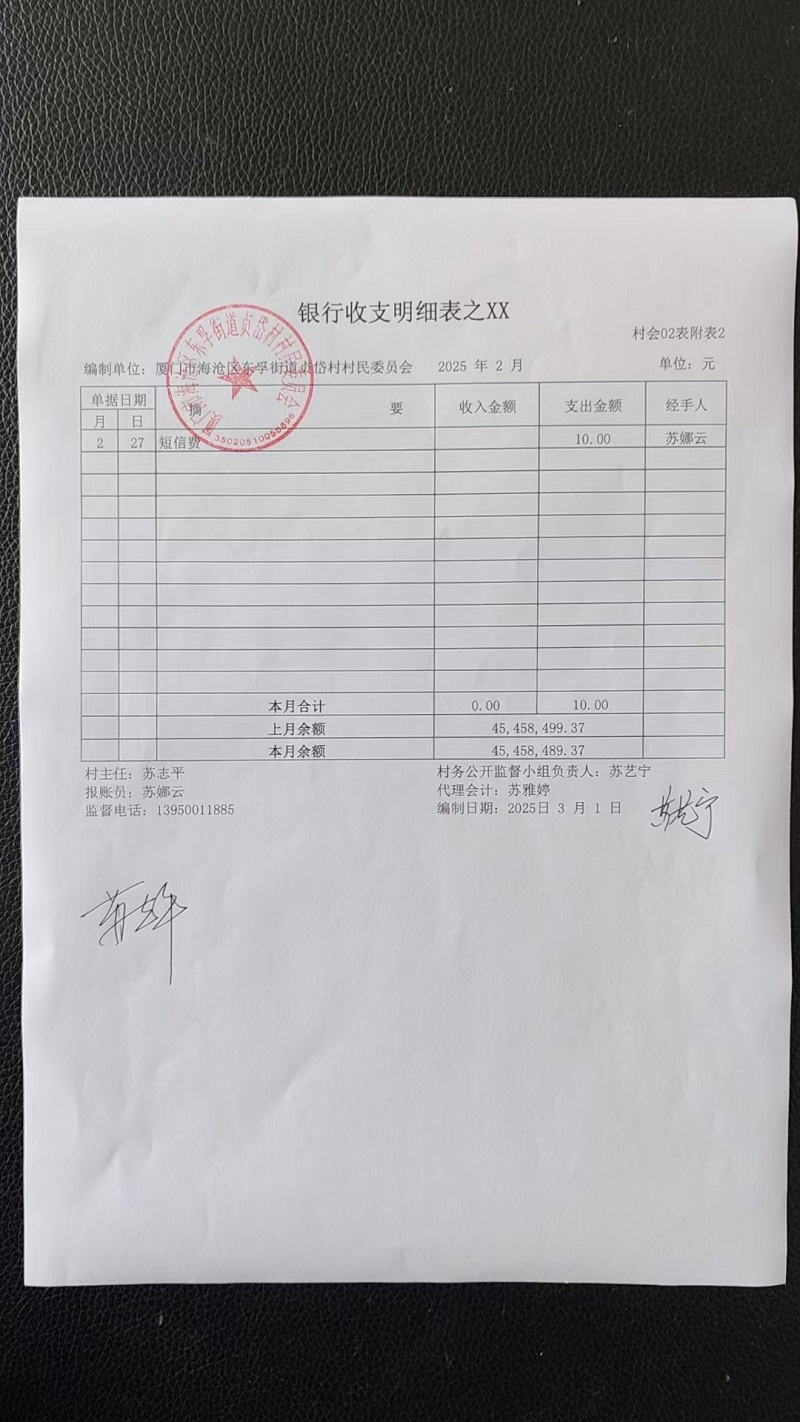 银行收支明细表之XX
村会02表附表2
编制单位：厦门市海沧区东孚街道贞岱村村民委员会 2025 年 2 月 单位：元
单据日期 摘 要 收入金额 支出金额 经手人
月 日
2 27 短信费 10.00 苏娜云
本月合计 0.00 10.00
上月余额 45,458,499.37
本月余额 45,458,489.37
村主任：苏志平 村务公开监督小组负责人：苏艺宁
报账员：苏娜云 代理会计：苏雅婷
监督电话：13950011885 编制日期：2025日 3 月 1 日
苏艺宁